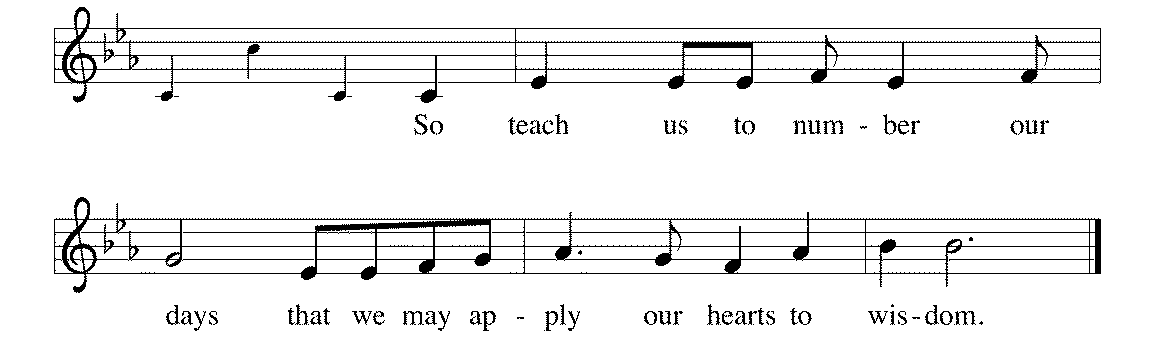 So teach us to num - ber our
days that we may ap - ply our hearts to wis - dom.